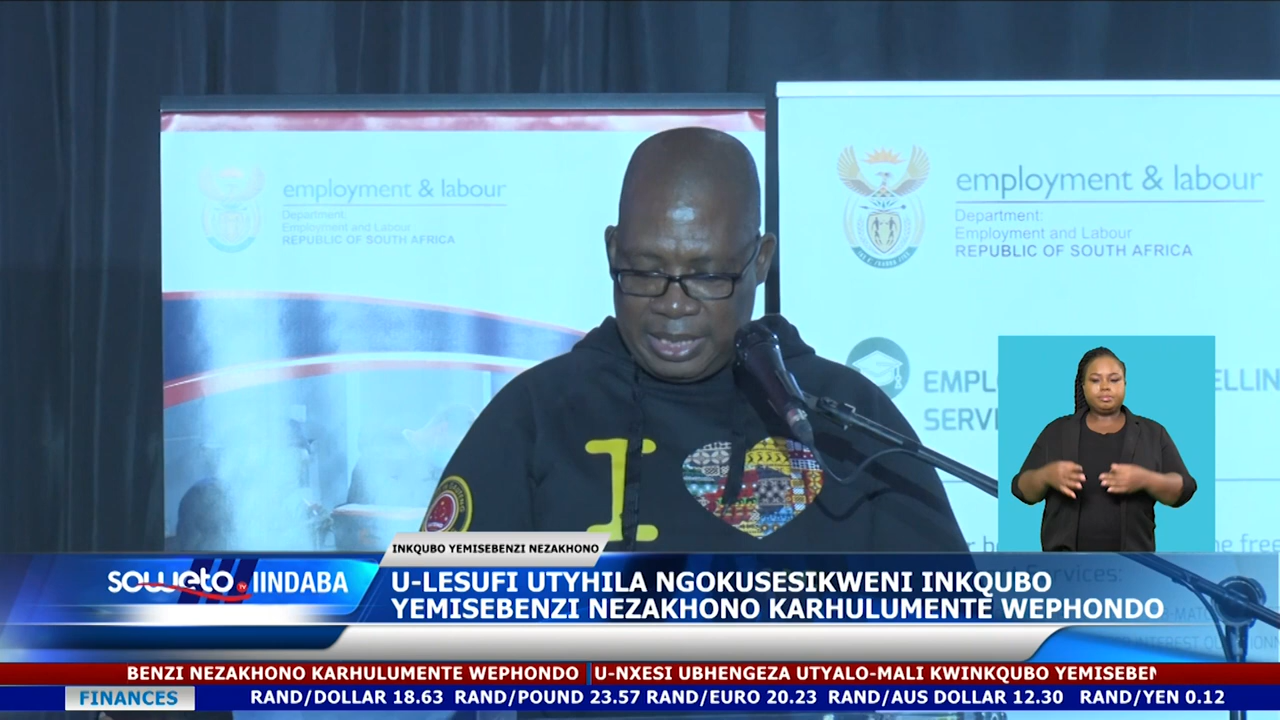 employment & labour
Department:
Employment and Labour
REPUBLIC OF SOUTH AFRICA
employment & labour
Department:
Employment and Labour
REPUBLIC OF SOUTH AFRICA
I
INKQUBO YEMISEBENZI NEZAKHONO
soweto.tv IINDABA
U-LESUFI UTYHILA NGOKUSESIKWENI INKQUBO
YEMISEBENZI NEZAKHONO KARHULUMENTE WEPHONDO
BENZI NEZAKHONO KARHULUMENTE WEPHONDO U-NXESI UBHENGEZA UTYALO-MALI KWINKQUBO YEMISEBEN
FINANCES RAND/DOLLAR 18.63 RAND/POUND 23.57 RAND/EURO 20.23 RAND/AUS DOLLAR 12.30 RAND/YEN 0.12